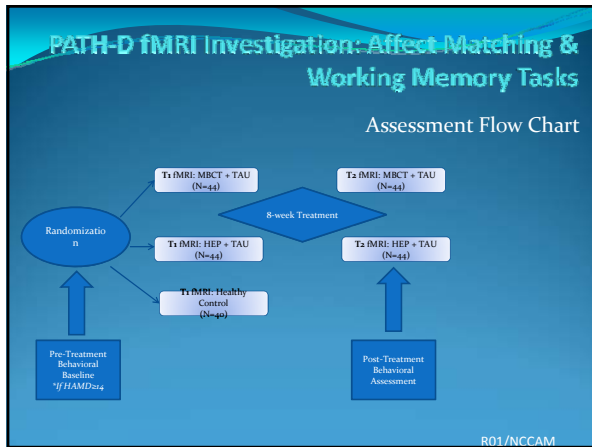 PATH-D fMRI Investigation: Affect Matching &
Working Memory Tasks
Assessment Flow Chart
T1 fMRI: MBCT + TAU
(N=44)
T2 fMRI: MBCT + TAU
(N=44)
8-week Treatment
Randomizatio
n
T1 fMRI: HEP + TAU
(N=44)
T2 fMRI: HEP + TAU
(N=44)
T1 fMRI: Healthy
Control
(N=40)
Pre-Treatment
Behavioral
Baseline
*If HAMD≥14
Post-Treatment
Behavioral
Assessment
R01/NCCAM